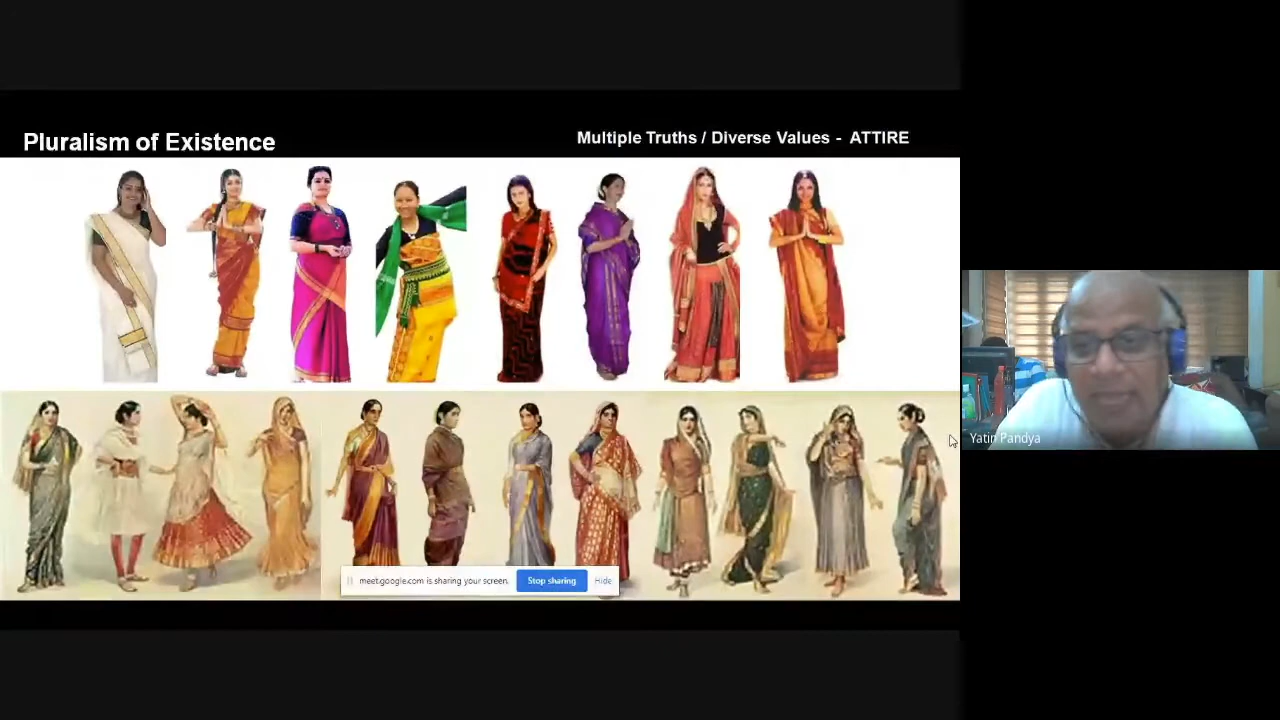 Pluralism of Existence
Multiple Truths / Diverse Values - ATTIRE
Yatin Pandya
meet.google.com is sharing your screen.
Stop sharing
Hide